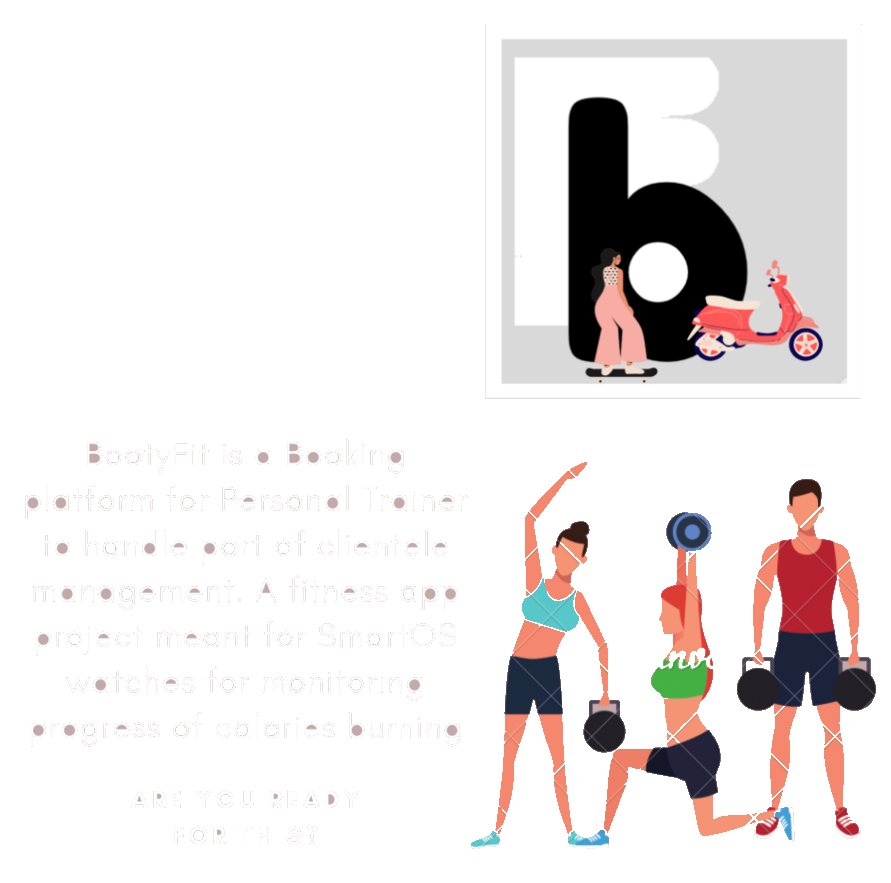 b
BootyFit is a Booking
platform for Personal Trainer
to handle part of clientele
management. A fitness app
project meant for SmartOS
watches for monitoring
progress of calories burning
ARE YOU READY
FOR THIS?